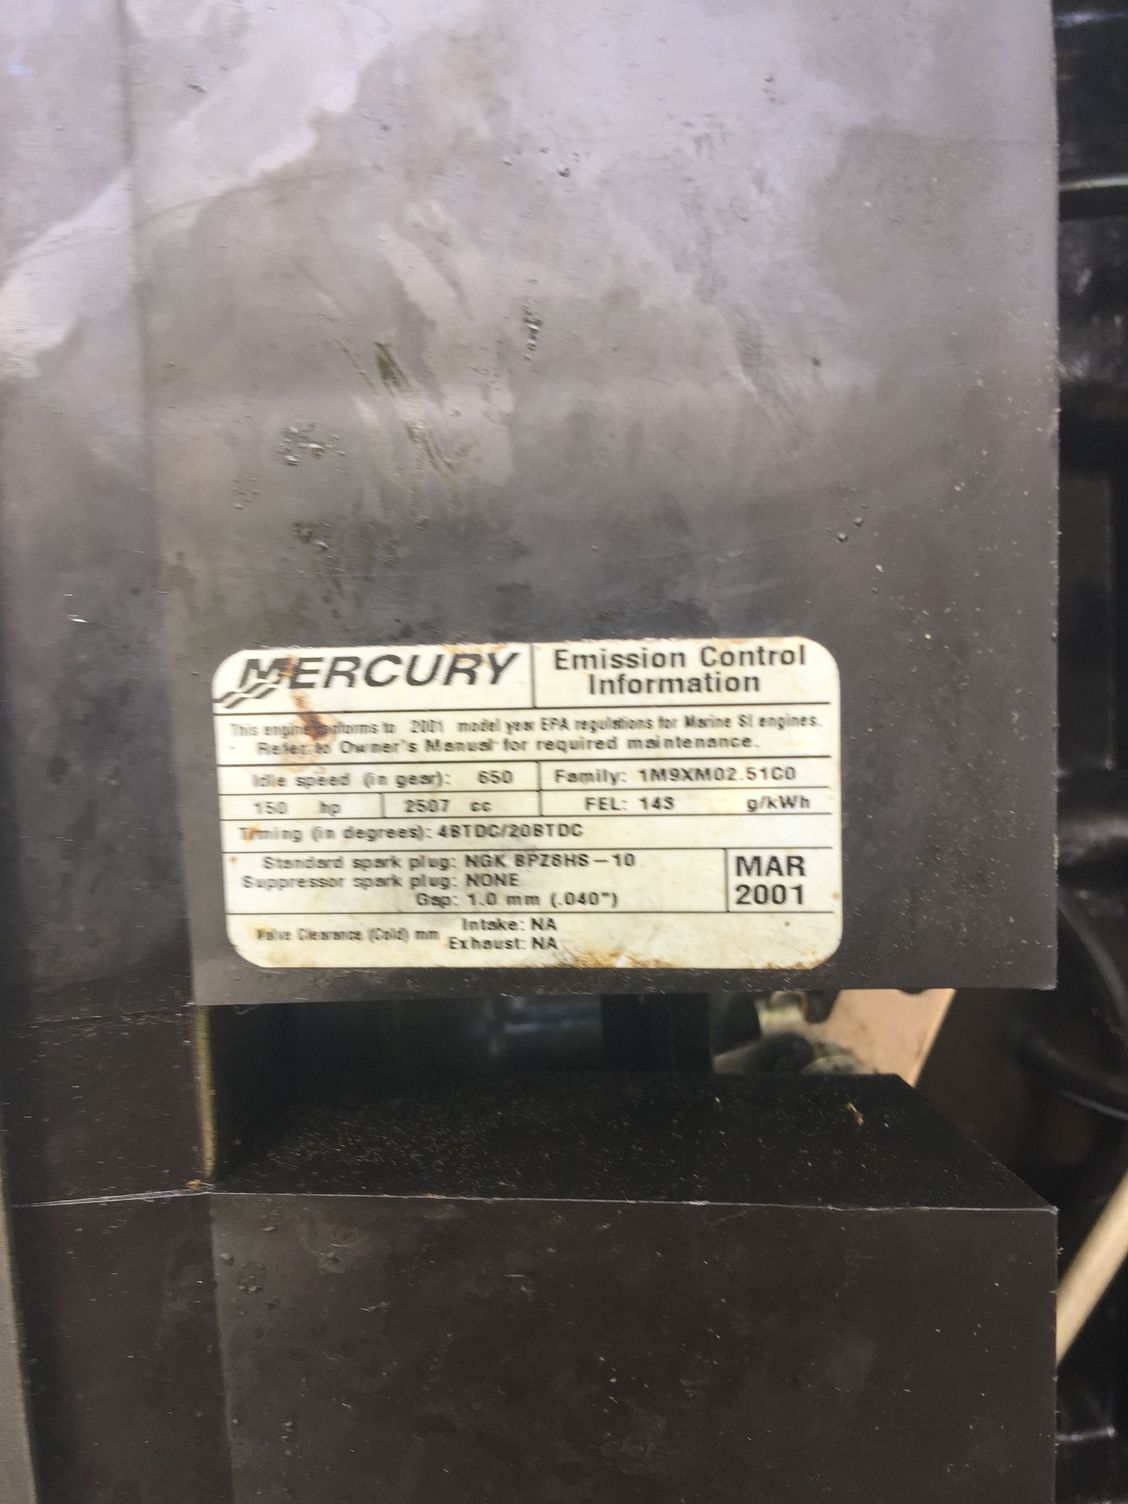 MERCURY
Emission Control
Information
This engine conforms to 2001 model year EPA regulations for Marine SI engines.
Refer to Owner's Manual for required maintenance.
Idle speed (in gear): 650
Family: 1M9XM02.51C0
150 hp
2507 cc
FEL: g/kWh
Timing (in degrees): 4BTDC/20BTDC
Standard spark plug: NGK BPZ8HS-10
Suppressor spark plug: NONE
Gap: 1.0 mm (.040")
MAR
2001
Valve Clearance (Cold) mm
Intake: NA
Exhaust: NA